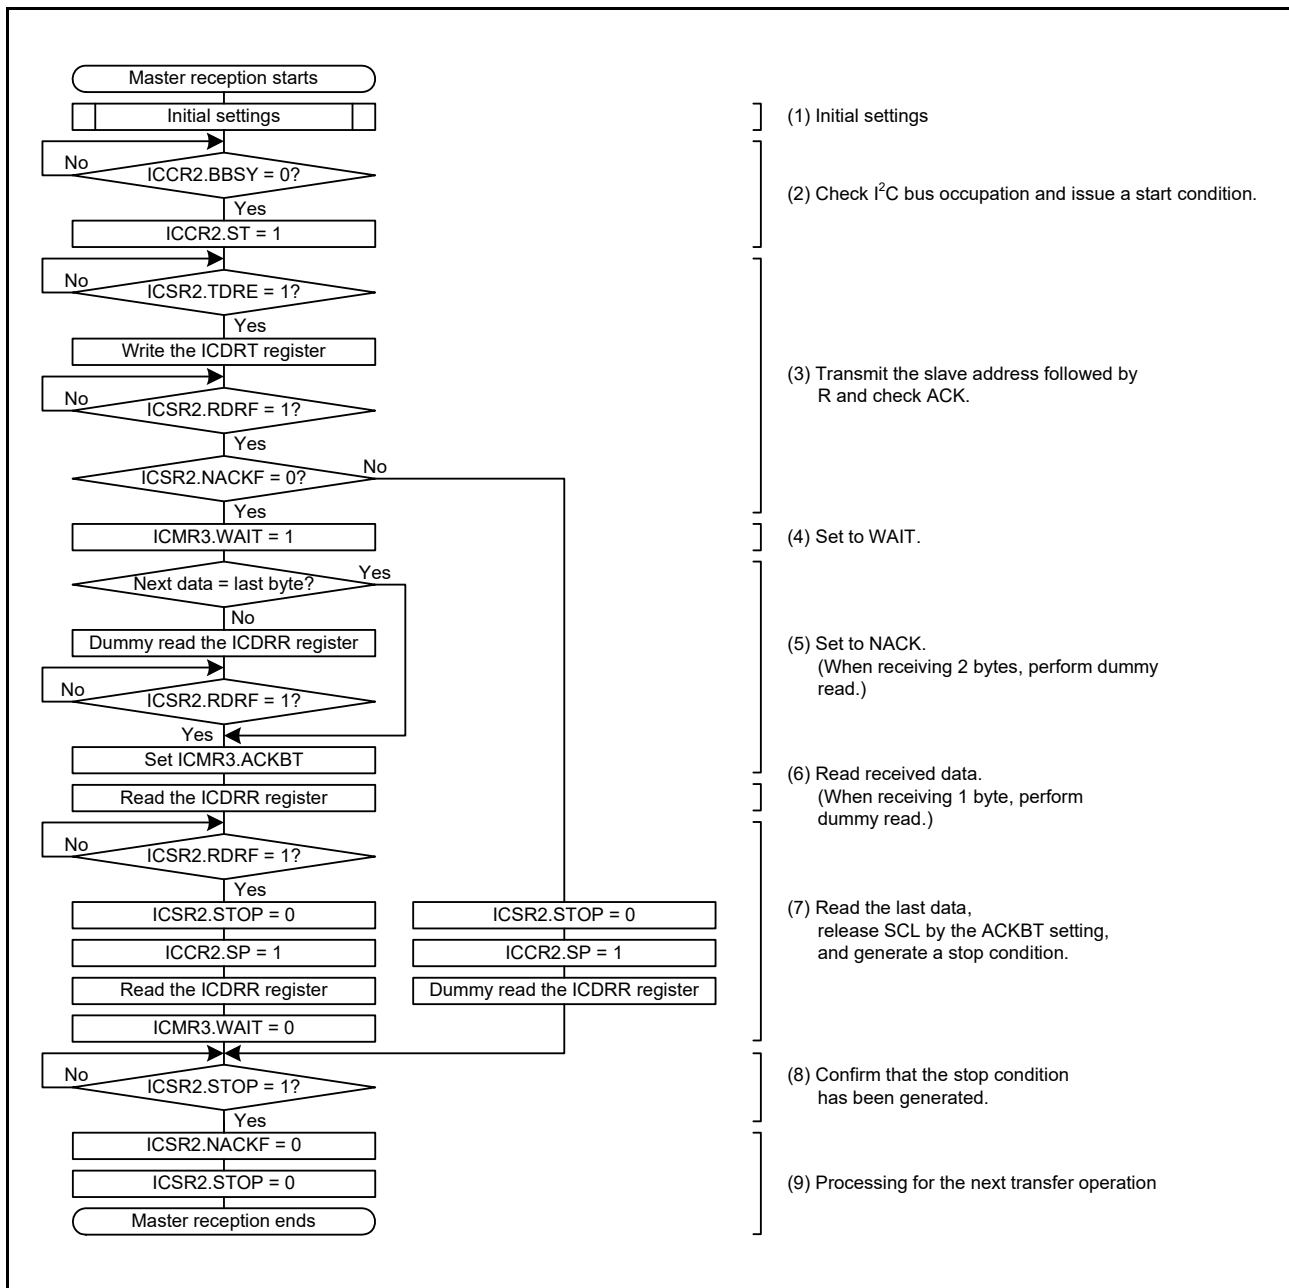 Master reception starts
Initial settings
(1) Initial settings
No
ICCR2.BBSY = 0?
Yes
(2) Check I²C bus occupation and issue a start condition.
ICCR2.ST = 1
No
ICSR2.TDRE = 1?
Yes
Write the ICDRT register
No
ICSR2.RDRF = 1?
Yes
(3) Transmit the slave address followed by
R and check ACK.
ICSR2.NACKF = 0?
No
Yes
ICMR3.WAIT = 1
(4) Set to WAIT.
Next data = last byte?
Yes
No
Dummy read the ICDRR register
No
ICSR2.RDRF = 1?
Yes
Set ICMR3.ACKBT
(5) Set to NACK.
(When receiving 2 bytes, perform dummy
read.)
Read the ICDRR register
(6) Read received data.
(When receiving 1 byte, perform
dummy read.)
No
ICSR2.RDRF = 1?
Yes
ICSR2.STOP = 0
ICCR2.SP = 1
Read the ICDRR register
ICMR3.WAIT = 0
ICSR2.STOP = 0
ICCR2.SP = 1
Dummy read the ICDRR register
(7) Read the last data,
release SCL by the ACKBT setting,
and generate a stop condition.
No
ICSR2.STOP = 1?
Yes
(8) Confirm that the stop condition
has been generated.
ICSR2.NACKF = 0
ICSR2.STOP = 0
(9) Processing for the next transfer operation
Master reception ends